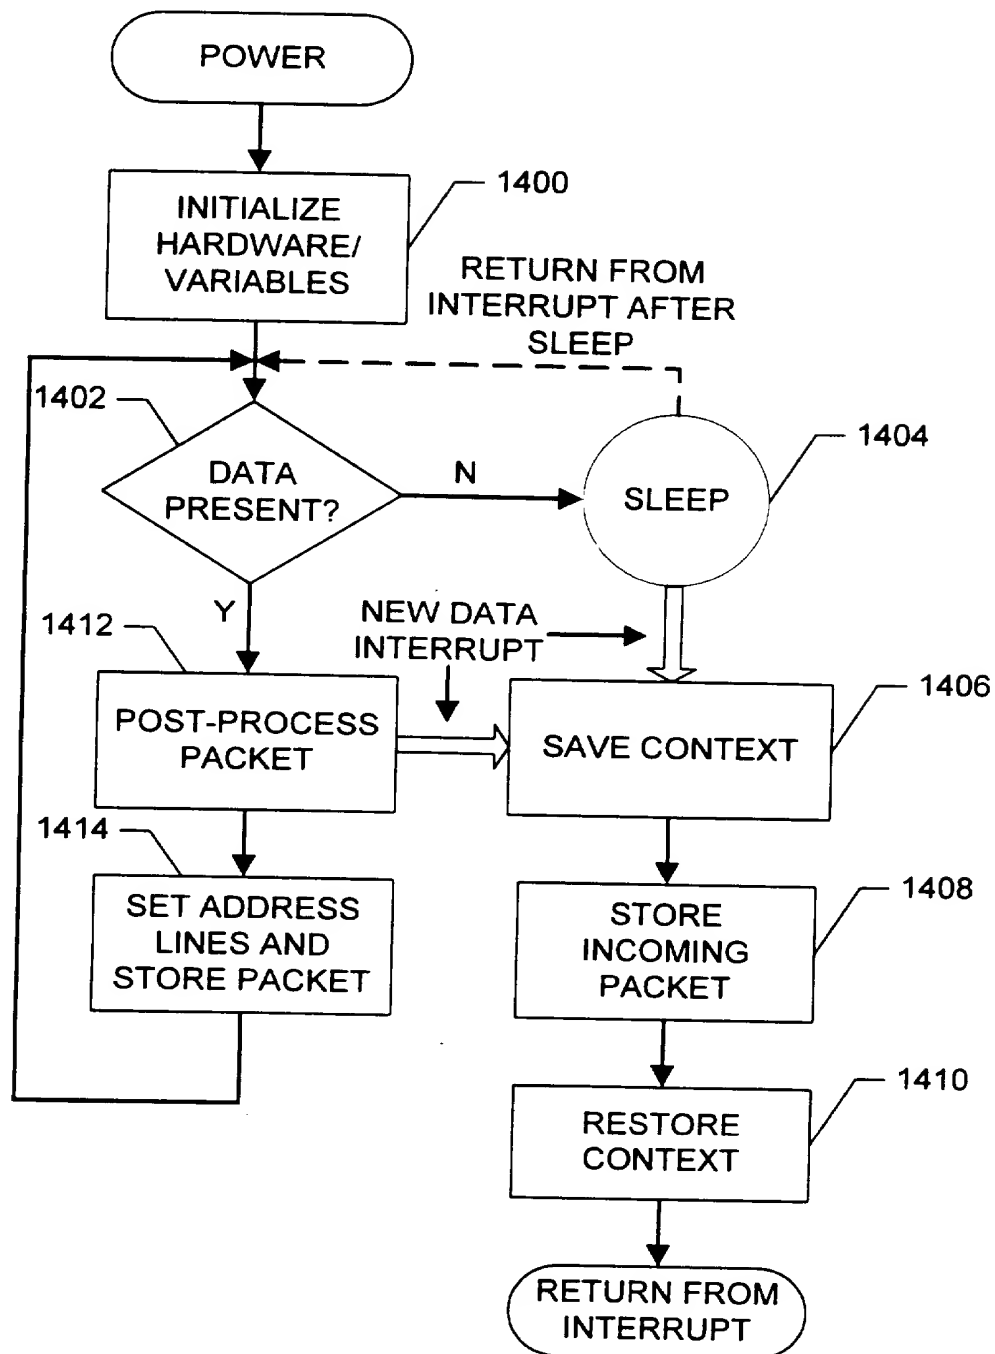 POWER
1400
INITIALIZE
HARDWARE/
VARIABLES
RETURN FROM
INTERRUPT AFTER
SLEEP
1402
DATA
PRESENT?
N
1404
SLEEP
Y
NEW DATA
INTERRUPT
1412
POST-PROCESS
PACKET
1406
SAVE CONTEXT
1414
SET ADDRESS
LINES AND
STORE PACKET
1408
STORE
INCOMING
PACKET
1410
RESTORE
CONTEXT
RETURN FROM
INTERRUPT